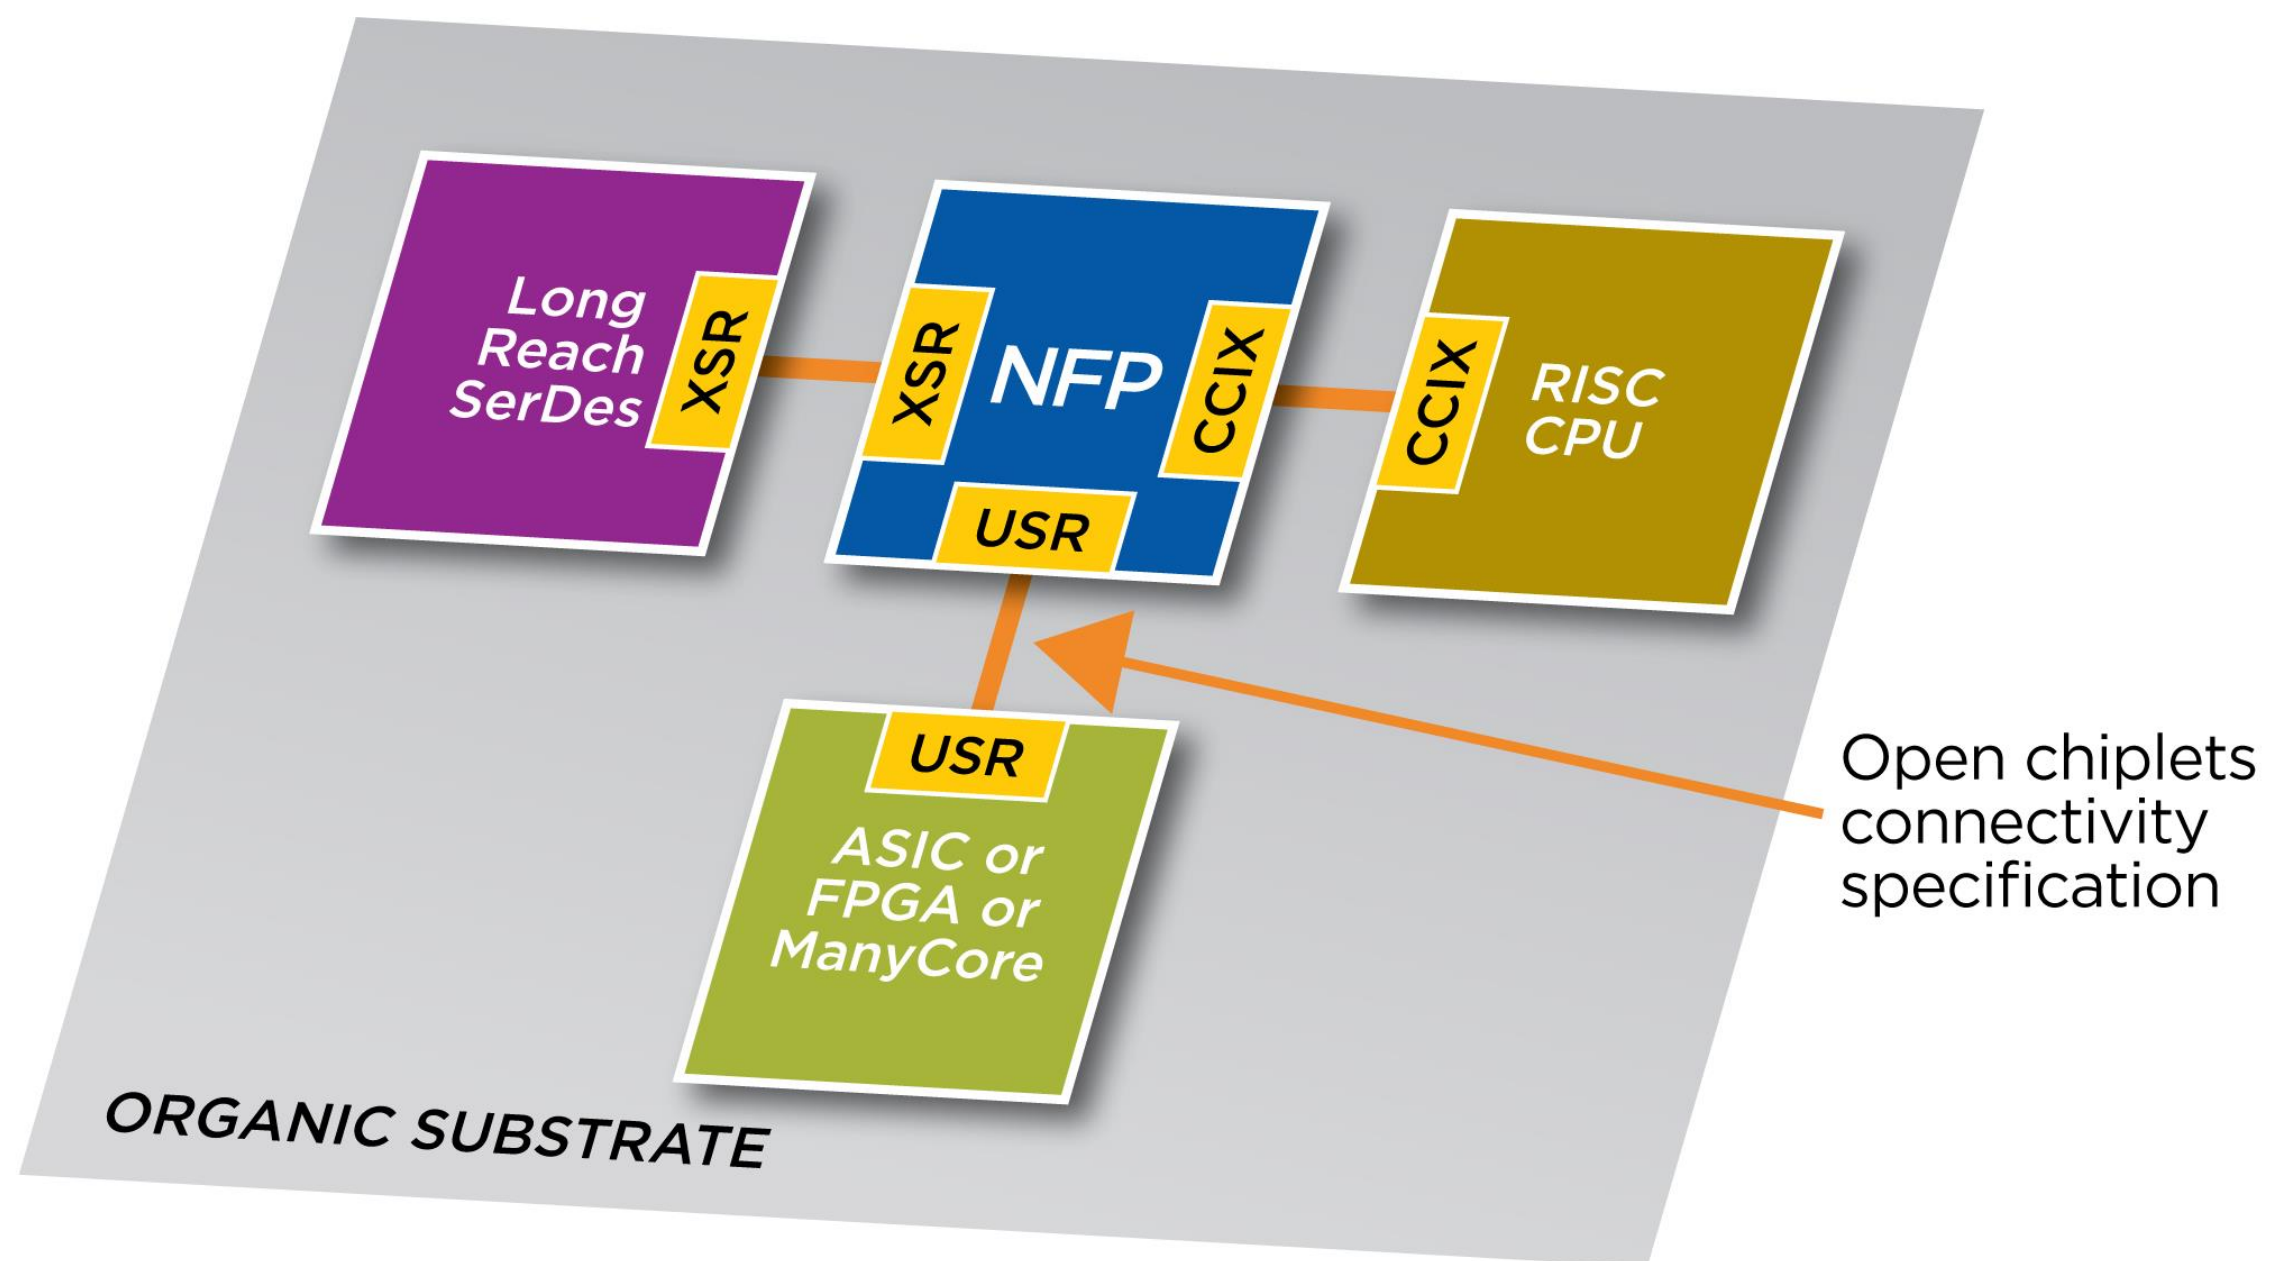 Long
Reach
SerDes
XSR
XSR
NFP
CCIX
USR
CCIX
RISC
CPU
USR
ASIC or
FPGA or
ManyCore
Open chiplets
connectivity
specification
ORGANIC SUBSTRATE